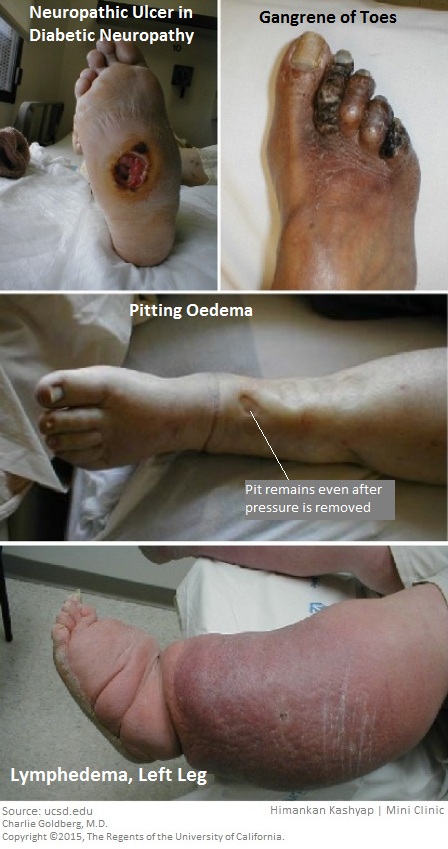 Neuropathic Ulcer in
Diabetic Neuropathy
Gangrene of Toes
Pitting Oedema
Pit remains even after
pressure is removed
Lymphedema, Left Leg
Source: ucsd.edu
Himankan Kashyap | Mini Clinic
Charlie Goldberg, M.D.
Copyright ©2015, The Regents of the University of California.